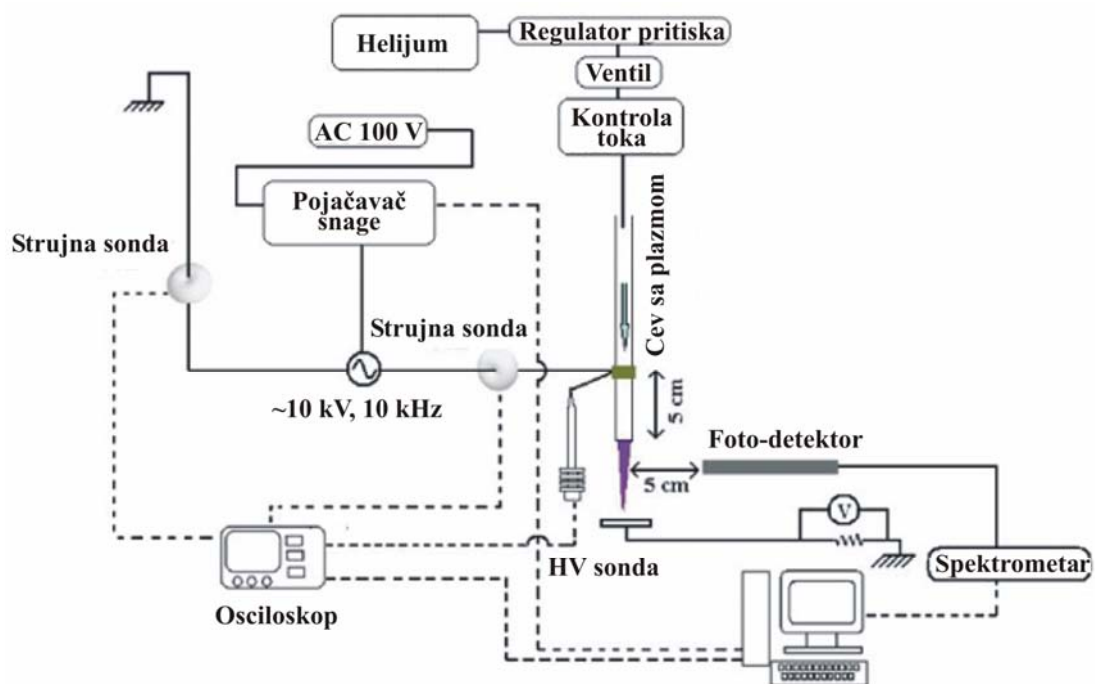 Helijum
Regulator pritiska
Ventil
Kontrola
toka
AC 100 V
Pojačavač
snage
Strujna sonda
Strujna sonda
Cev sa plazmom
~10 kV, 10 kHz
5 cm
Foto-detektor
5 cm
V
HV sonda
Spektrometar
Osciloskop